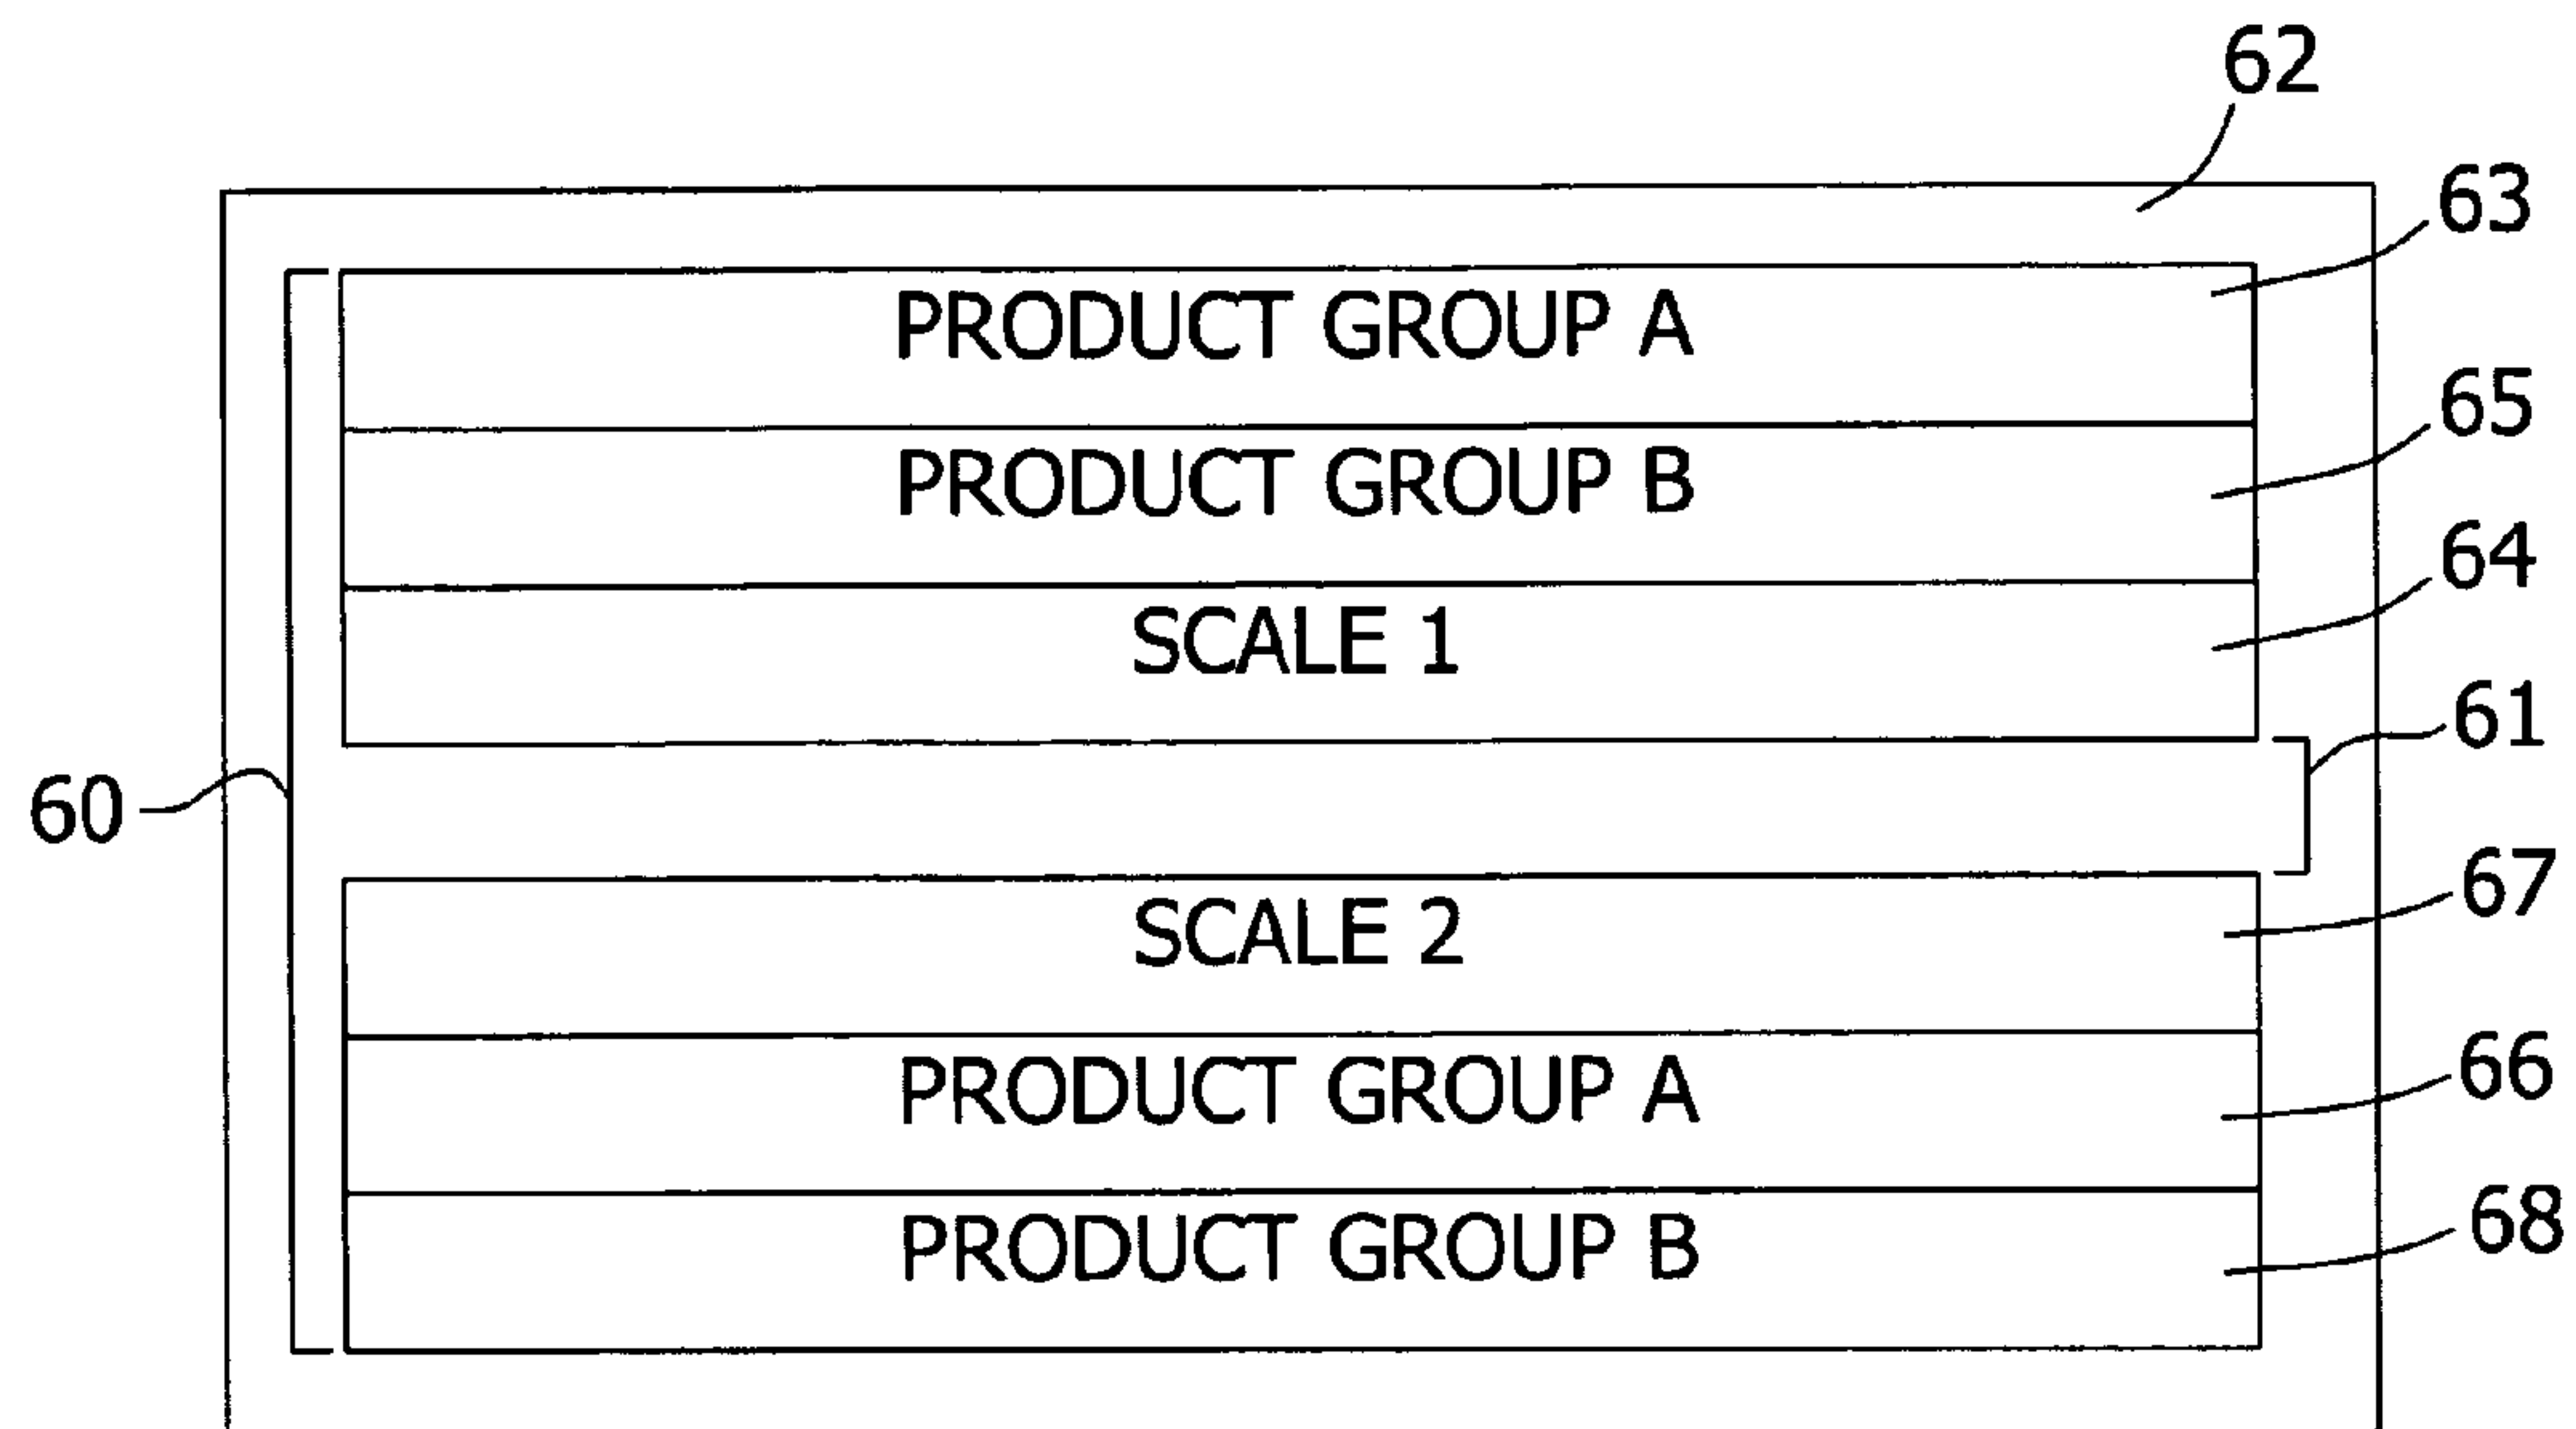 62
63
PRODUCT GROUP A
65
PRODUCT GROUP B
64
SCALE 1
61
60
67
SCALE 2
66
PRODUCT GROUP A
68
PRODUCT GROUP B